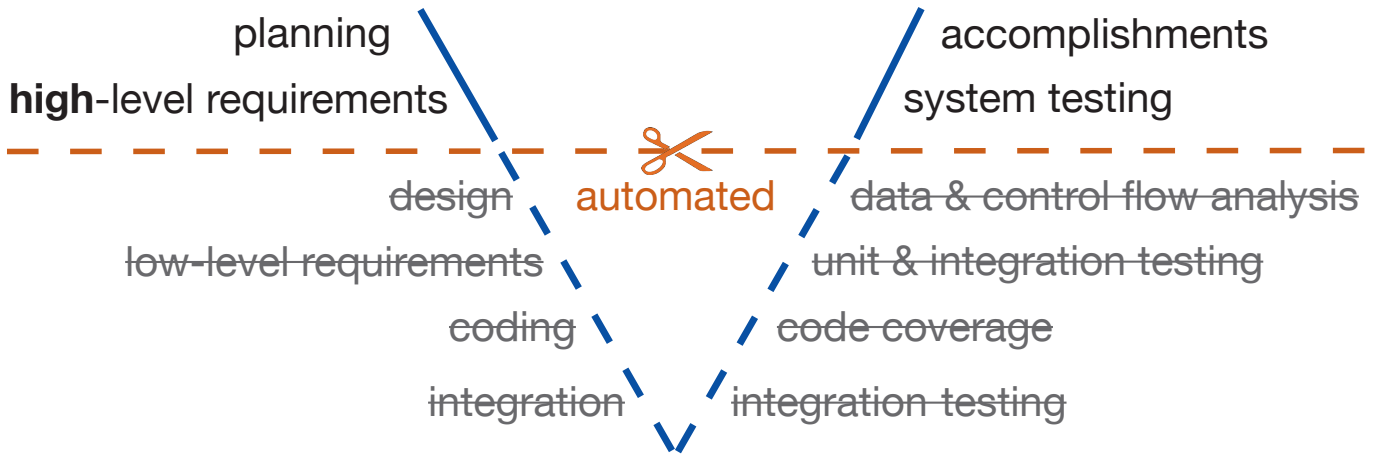 planning
accomplishments
high-level requirements
system testing
design
automated
data & control flow analysis
low-level requirements
unit & integration testing
coding
code coverage
integration
integration testing